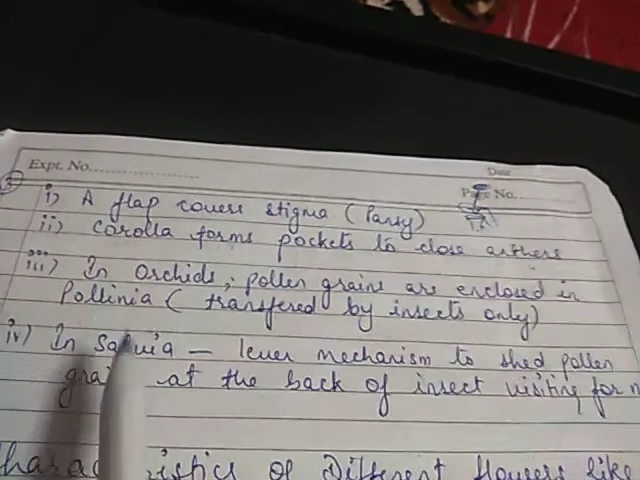 Expt. No.
Date
Page No.
i) A flap covers stigma (Pansy)
ii) Corolla forms pockets to close anthers
iii) In Orchids, pollen grains are enclosed in
Pollinia (transfered by insects only)
iv) In Salvia — lever mechanism to shed pollen
at the back of insect visiting for n
of Different flowers like